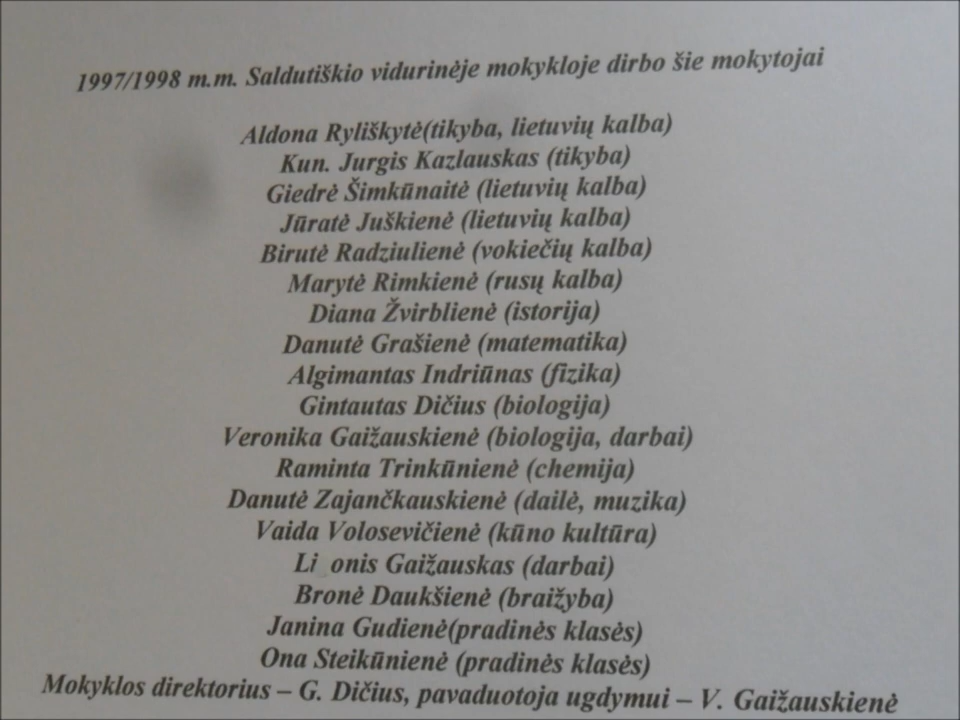 1997/1998 m.m. Saldutiškio vidurinėje mokykloje dirbo šie mokytojai
Aldona Ryliškytė(tikyba, lietuvių kalba)
Kun. Jurgis Kazlauskas (tikyba)
Giedrė Šimkūnaitė (lietuvių kalba)
Jūratė Juškienė (lietuvių kalba)
Birutė Radziulienė (vokiečių kalba)
Marytė Rimkienė (rusų kalba)
Diana Žvirblienė (istorija)
Danutė Grašienė (matematika)
Algimantas Indriūnas (fizika)
Gintautas Dičius (biologija)
Veronika Gaižauskienė (biologija, darbai)
Raminta Trinkūnienė (chemija)
Danutė Zajančkauskienė (dailė, muzika)
Vaida Volosevičienė (kūno kultūra)
Li onis Gaižauskas (darbai)
Bronė Daukšienė (braižyba)
Janina Gudienė(pradinės klasės)
Ona Steikūnienė (pradinės klasės)
Mokyklos direktorius – G. Dičius, pavaduotoja ugdymui – V. Gaižauskienė